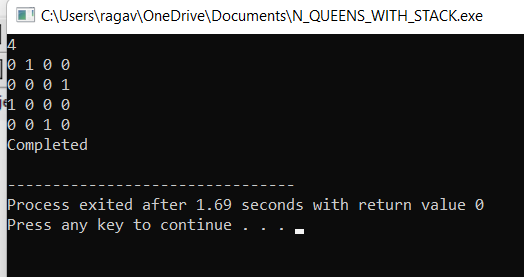 C:\Users\ragav\OneDrive\Documents\N_QUEENS_WITH_STACK.exe
4
0 1 0 0
0 0 0 1
1 0 0 0
0 0 1 0
Completed
--------------------------------
Process exited after 1.69 seconds with return value 0
Press any key to continue . . .